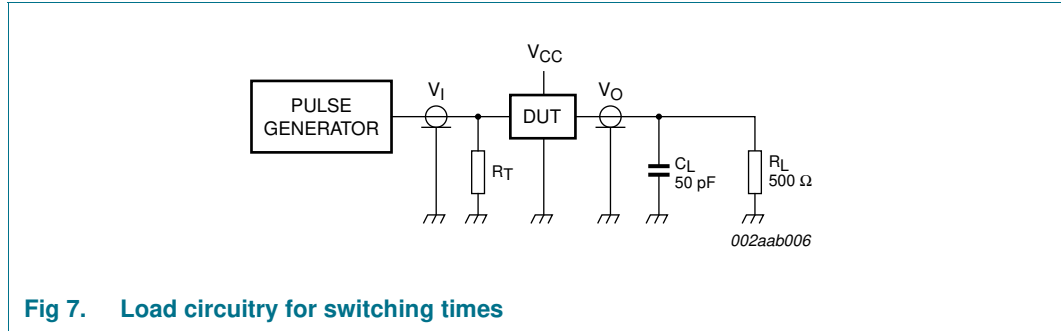 VCC
VI
VO
PULSE
GENERATOR
DUT
RT
CL
50 pF
RL
500 Ω
002aab006
Fig 7. Load circuitry for switching times